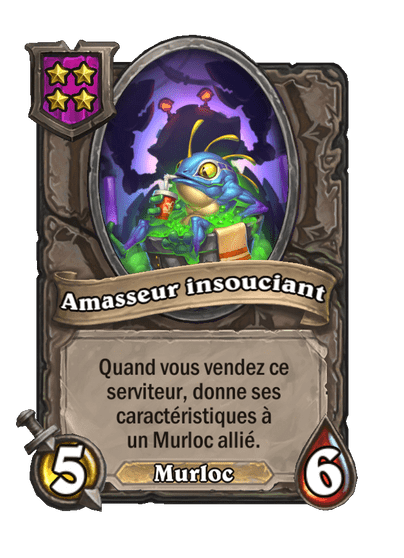 Amasseur insouciant
Quand vous vendez ce
serviteur, donne ses
caractéristiques à
un Murloc allié.
5
Murloc
6